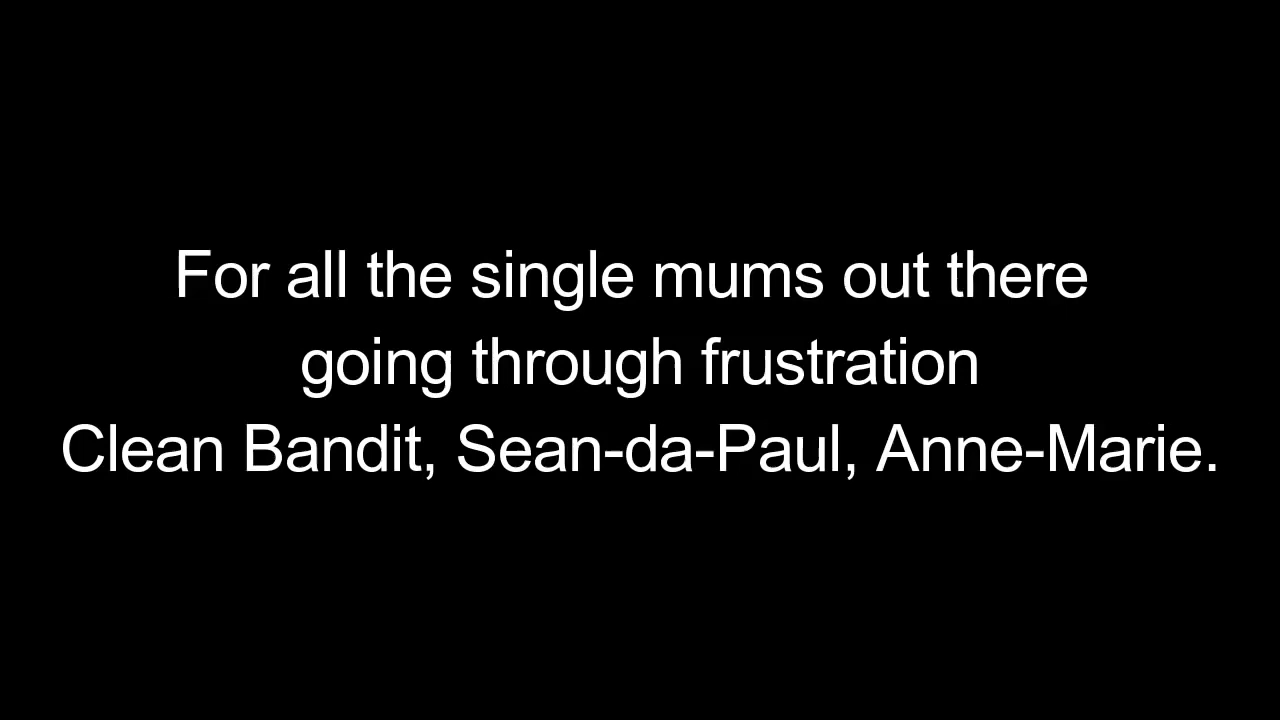 For all the single mums out there
going through frustration
Clean Bandit, Sean-da-Paul, Anne-Marie.